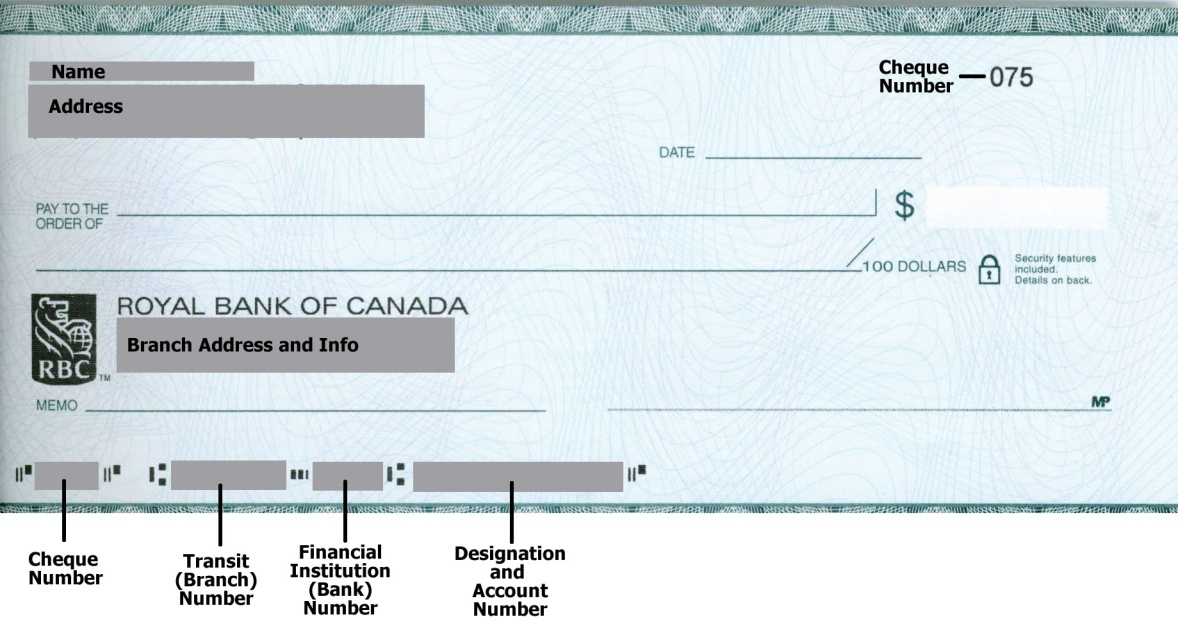 Name
Address
Cheque
Number
075
DATE
PAY TO THE
ORDER OF
$
100 DOLLARS
Security features
included.
Details on back.
ROYAL BANK OF CANADA
RBC
TM
Branch Address and Info
MEMO
MP
Cheque
Number
Transit
(Branch)
Number
Financial
Institution
(Bank)
Number
Designation
and
Account
Number